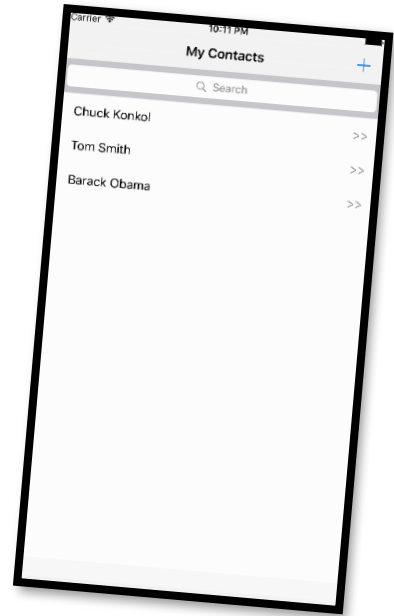 Carrier
10:11 PM
My Contacts
+
Search
Chuck Konkol
>>
Tom Smith
>>
Barack Obama
>>